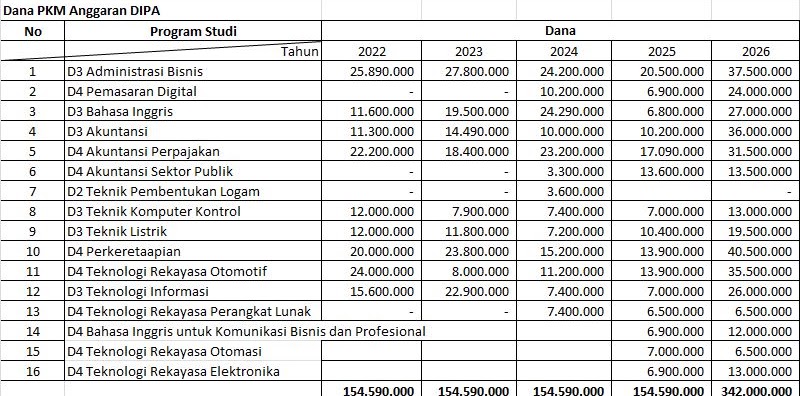 Dana PKM Anggaran DIPA
No Program Studi Dana
Tahun 2022 2023 2024 2025 2026
1 D3 Administrasi Bisnis 25.890.000 27.800.000 24.200.000 20.500.000 37.500.000
2 D4 Pemasaran Digital - - 10.200.000 6.900.000 24.000.000
3 D3 Bahasa Inggris 11.600.000 19.500.000 24.290.000 6.800.000 27.000.000
4 D3 Akuntansi 11.300.000 14.490.000 10.000.000 10.200.000 36.000.000
5 D4 Akuntansi Perpajakan 22.200.000 18.400.000 23.200.000 17.090.000 31.500.000
6 D4 Akuntansi Sektor Publik - - 3.300.000 13.600.000 13.500.000
7 D2 Teknik Pembentukan Logam - - 3.600.000 -
8 D3 Teknik Komputer Kontrol 12.000.000 7.900.000 7.400.000 7.000.000 13.000.000
9 D3 Teknik Listrik 12.000.000 11.800.000 7.200.000 10.400.000 19.500.000
10 D4 Perkeretaapian 20.000.000 23.800.000 15.200.000 13.900.000 40.500.000
11 D4 Teknologi Rekayasa Otomotif 24.000.000 8.000.000 11.200.000 13.900.000 35.500.000
12 D3 Teknologi Informasi 15.600.000 22.900.000 7.400.000 7.000.000 26.000.000
13 D4 Teknologi Rekayasa Perangkat Lunak - - 7.400.000 6.500.000 6.500.000
14 D4 Bahasa Inggris untuk Komunikasi Bisnis dan Profesional 6.900.000 12.000.000
15 D4 Teknologi Rekayasa Otomasi 7.000.000 6.500.000
16 D4 Teknologi Rekayasa Elektronika 6.900.000 13.000.000
154.590.000 154.590.000 154.590.000 154.590.000 342.000.000